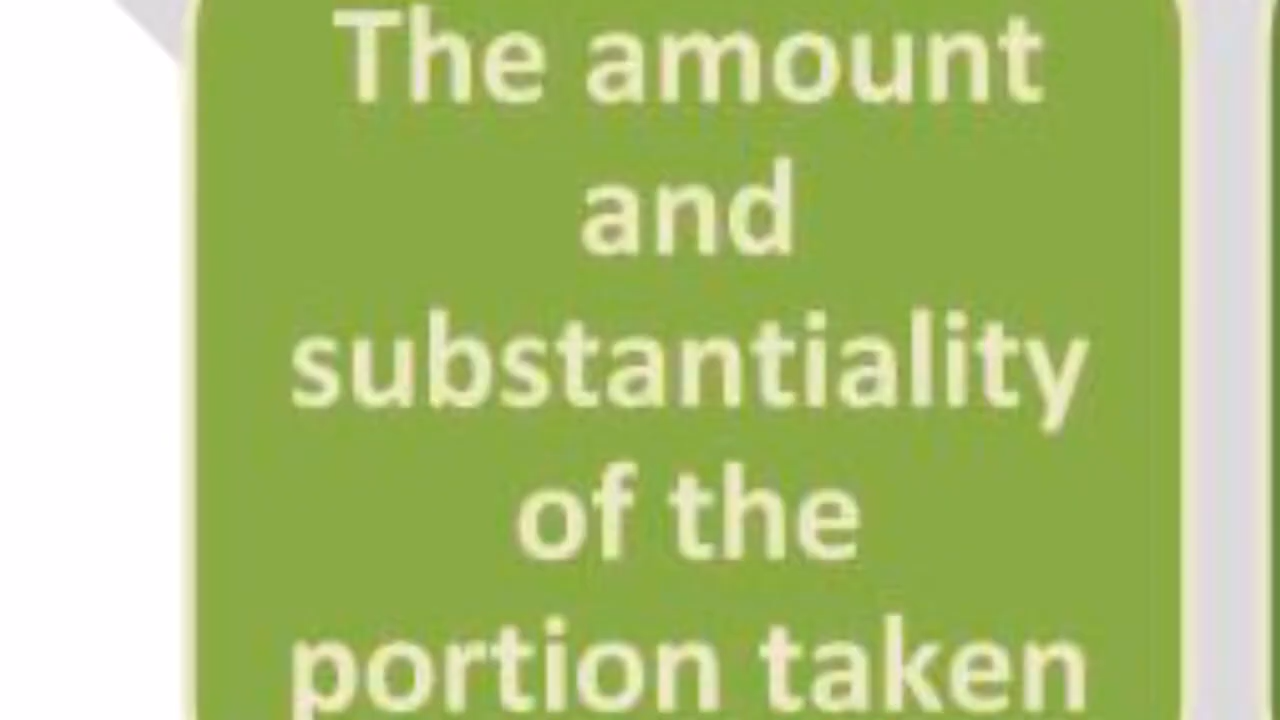 The amount
and
substantiality
of the
portion taken